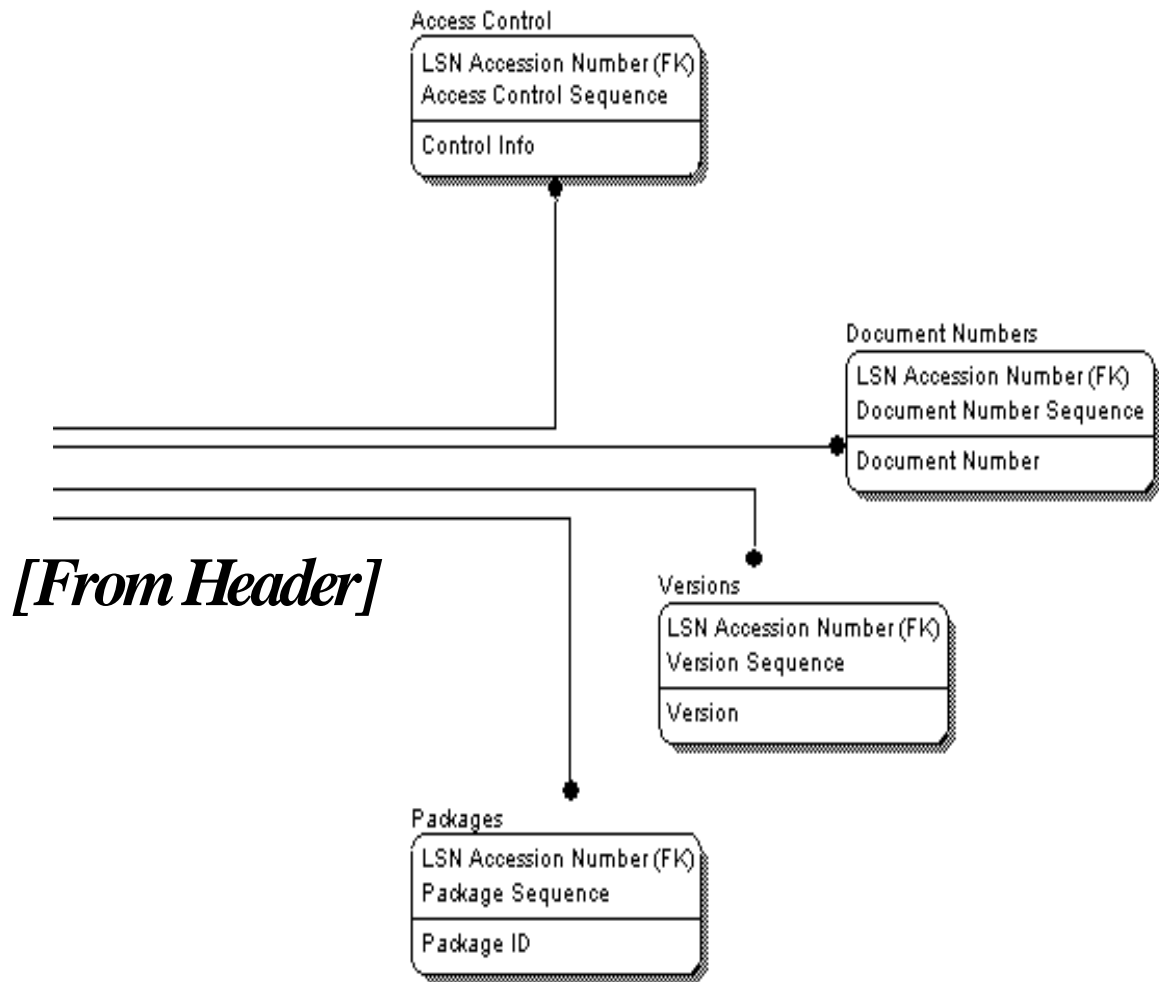 Access Control
LSN Accession Number (FK)
Access Control Sequence
Control Info
Document Numbers
LSN Accession Number (FK)
Document Number Sequence
Document Number
[From Header]
Versions
LSN Accession Number (FK)
Version Sequence
Version
Packages
LSN Accession Number (FK)
Package Sequence
Package ID